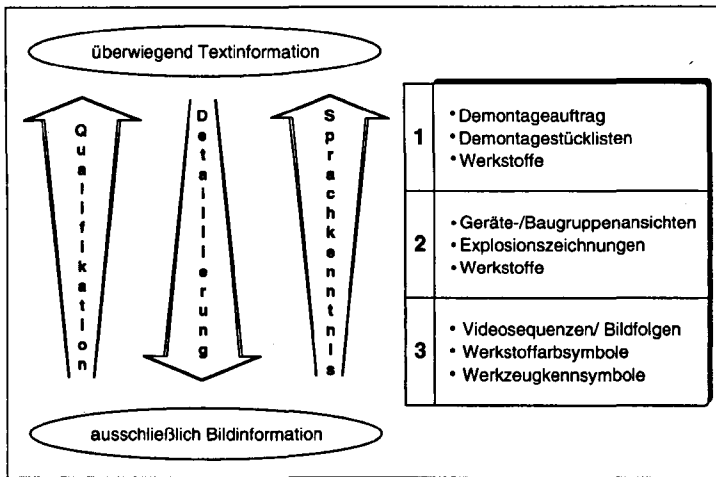 überwiegend Textinformation
Qualifikation
Detaillierung
Sprachkenntnis
ausschließlich Bildinformation
1
• Demontageauftrag
• Demontagestücklisten
• Werkstoffe
2
• Geräte-/Baugruppenansichten
• Explosionszeichnungen
• Werkstoffe
3
• Videosequenzen/ Bildfolgen
• Werkstoffarbsymbole
• Werkzeugkennsymbole